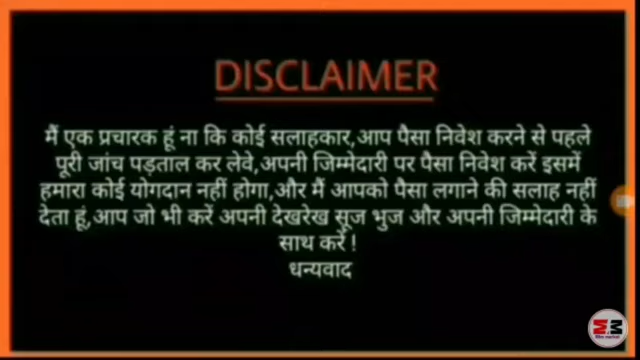 DISCLAIMER
मैं एक प्रचारक हूं ना कि कोई सलाहकार,आप पैसा निवेश करने से पहले
पूरी जांच पड़ताल कर लेवे,अपनी जिम्मेदारी पर पैसा निवेश करें इसमें
हमारा कोई योगदान नहीं होगा,और मैं आपको पैसा लगाने की सलाह नहीं
देता हूं,आप जो भी करें अपनी देखरेख सूज भुज और अपनी जिम्मेदारी के
साथ करें !
धन्यवाद